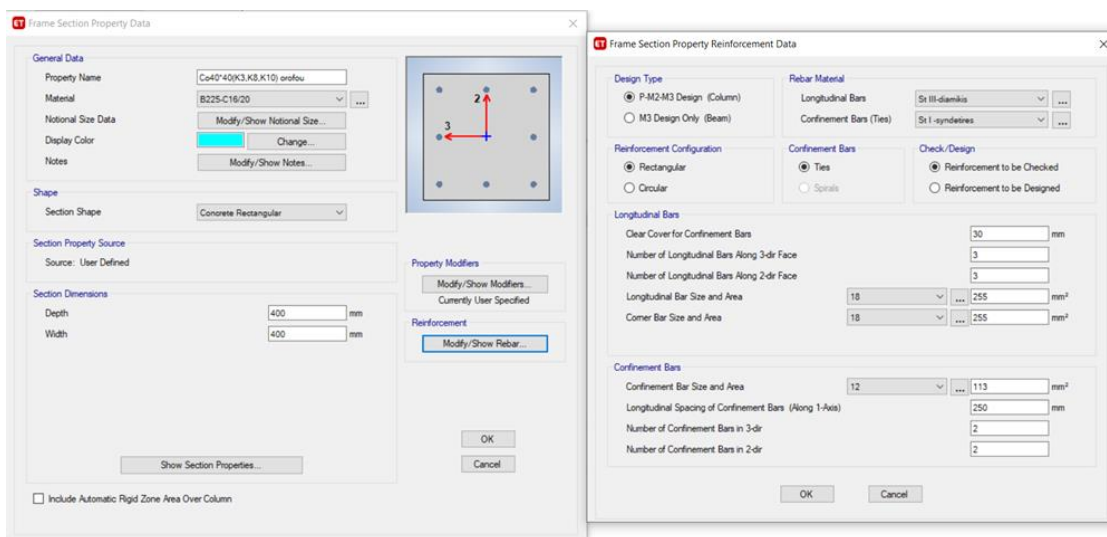 Frame Section Property Data
General Data
Property Name Co40*40(K3,K8,K10) orofou
Material B225-C16/20 ...
Notional Size Data Modify/Show Notional Size...
Display Color Change...
Notes Modify/Show Notes...
Shape
Section Shape Concrete Rectangular
Section Property Source
Source: User Defined
Section Dimensions
Depth 400 mm
Width 400 mm
Show Section Properties...
Include Automatic Rigid Zone Area Over Column
2
3
Property Modifiers
Modify/Show Modifiers...
Currently User Specified
Reinforcement
Modify/Show Rebar...
OK
Cancel
Frame Section Property Reinforcement Data
Design Type
P-M2-M3 Design (Column)
M3 Design Only (Beam)
Rebar Material
Longitudinal Bars St III-diamikis ...
Confinement Bars (Ties) St I -syndetires ...
Reinforcement Configuration
Rectangular
Circular
Confinement Bars
Ties
Spirals
Check/Design
Reinforcement to be Checked
Reinforcement to be Designed
Longitudinal Bars
Clear Cover for Confinement Bars 30 mm
Number of Longitudinal Bars Along 3-dir Face 3
Number of Longitudinal Bars Along 2-dir Face 3
Longitudinal Bar Size and Area 18 ... 255 mm²
Corner Bar Size and Area 18 ... 255 mm²
Confinement Bars
Confinement Bar Size and Area 12 ... 113 mm²
Longitudinal Spacing of Confinement Bars (Along 1-Axis) 250 mm
Number of Confinement Bars in 3-dir 2
Number of Confinement Bars in 2-dir 2
OK Cancel